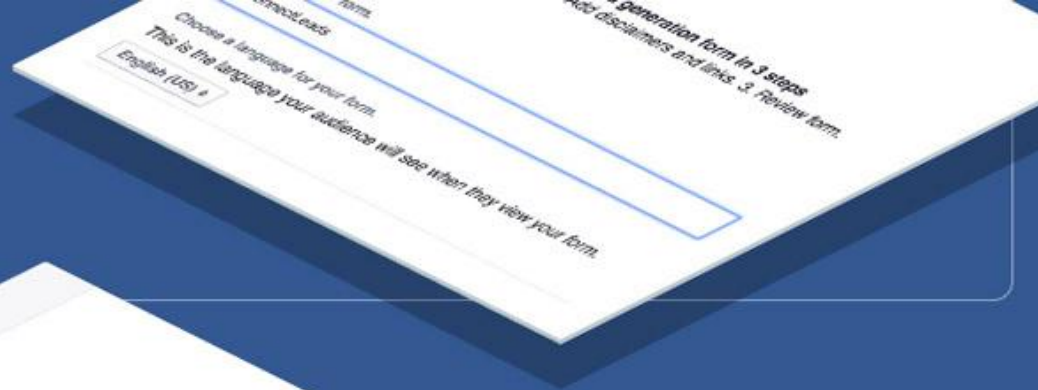 form.
Choose a language for your form.
This is the language your audience will see when they view your form.
English (US)
generation form in 3 steps
Add disclaimers and links. 3. Review form.